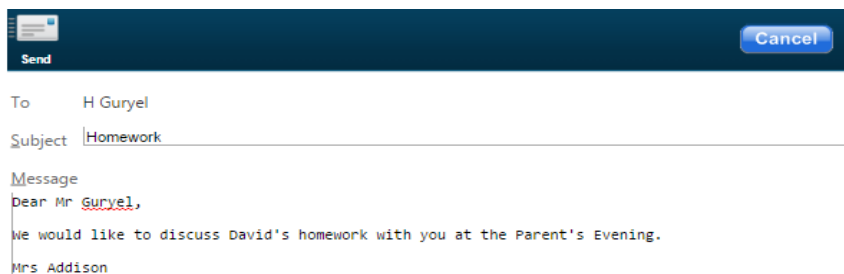 Send
Cancel
To H Guryel
Subject Homework
Message
Dear Mr Guryel,
We would like to discuss David's homework with you at the Parent's Evening.
Mrs Addison